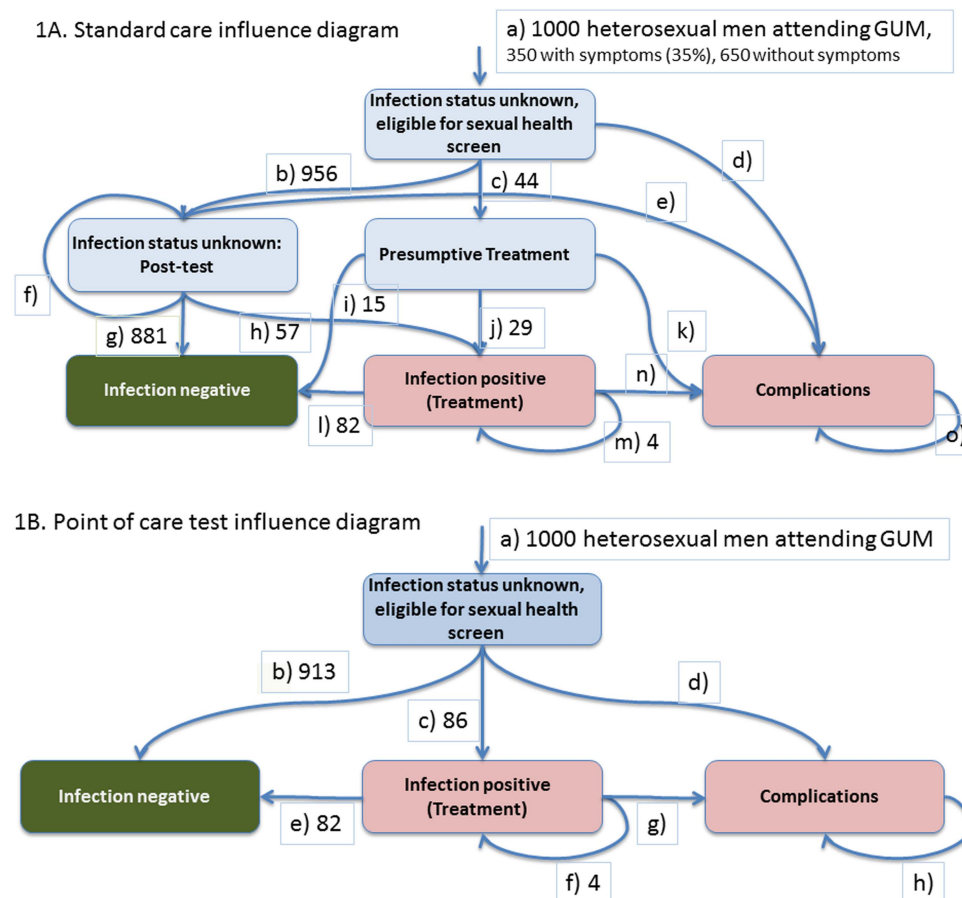 1A. Standard care influence diagram
a) 1000 heterosexual men attending GUM,
350 with symptoms (35%), 650 without symptoms
Infection status unknown,
eligible for sexual health
screen
d)
b) 956
c) 44
e)
Infection status unknown:
Post-test
Presumptive Treatment
f)
i) 15
g) 881
h) 57
j) 29
k)
n)
Infection negative
Infection positive
(Treatment)
Complications
l) 82
m) 4
o)
1B. Point of care test influence diagram
a) 1000 heterosexual men attending GUM
Infection status unknown,
eligible for sexual health
screen
b) 913
d)
c) 86
Infection negative
Infection positive
(Treatment)
Complications
e) 82
g)
f) 4
h)